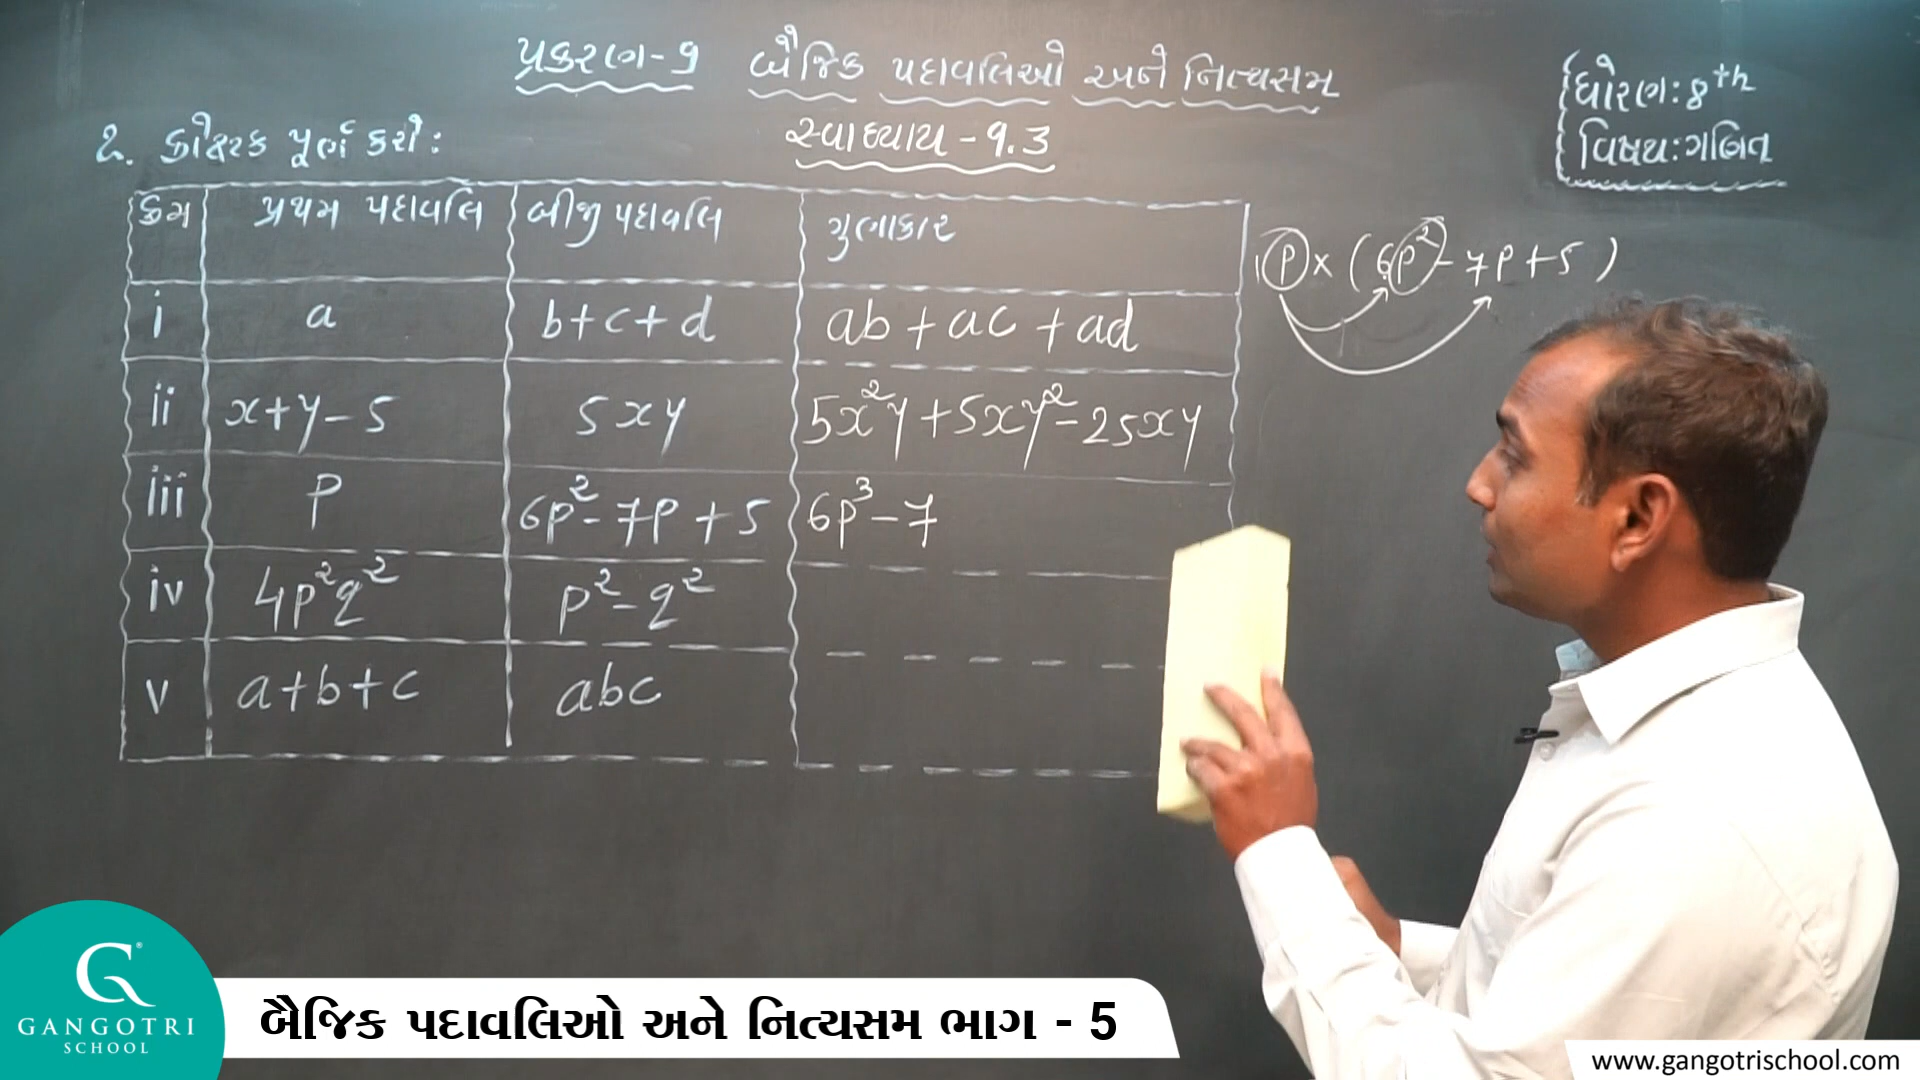 પ્રકરણ-૧ બૈજિક પદાવલિઓ અને નિત્યસમ
ધોરણ: 8th
વિષય: ગણિત
2. કોષ્ટક પૂર્ણ કરો:
સ્વાધ્યાય - 9.3
ક્રમ પ્રથમ પદાવલિ બીજી પદાવલિ ગુણાકાર
i a b+c+d ab + ac + ad
ii x+y-5 5xy 5x²y + 5xy² - 25xy
iii p 6p² - 7p + 5 6p³ - 7
iv 4p²q² p² - q²
v a+b+c abc
p × (6p² - 7p + 5)
GANGOTRI
SCHOOL
બૈજિક પદાવલિઓ અને નિત્યસમ ભાગ - 5
www.gangotrischool.com